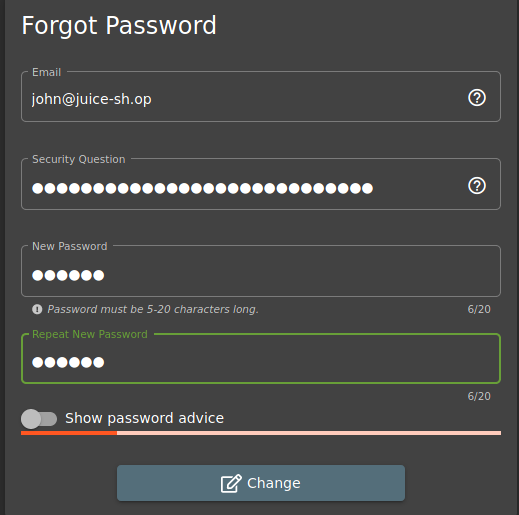 Forgot Password
Email
john@juice-sh.op
Security Question
●●●●●●●●●●●●●●●●●●●●●●●●●●●●
New Password
●●●●●●
Password must be 5-20 characters long.
6/20
Repeat New Password
●●●●●●
6/20
Show password advice
Change